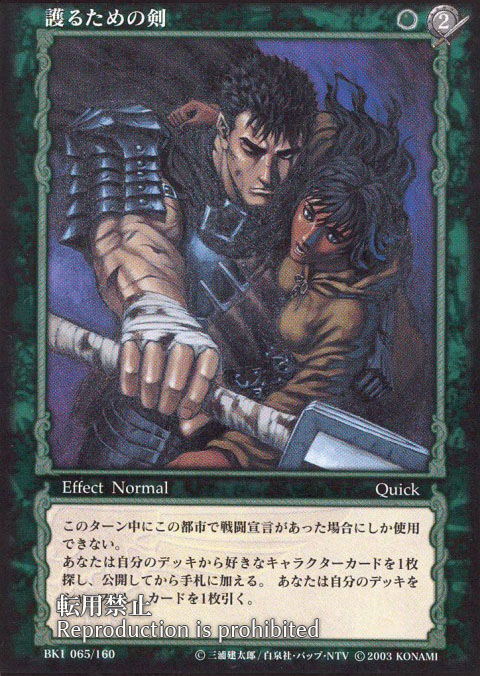 護るための剣
2
Effect Normal
Quick
このターン中にこの都市で戦闘宣言があった場合にしか使用
できない。
あなたは自分のデッキから好きなキャラクターカードを1枚
探し、公開してから手札に加える。 あなたは自分のデッキを
カードを1枚引く。
転用禁止
Reproduction is prohibited
BK1 065/160
© 三浦建太郎/白泉社・バップ・NTV © 2003 KONAMI